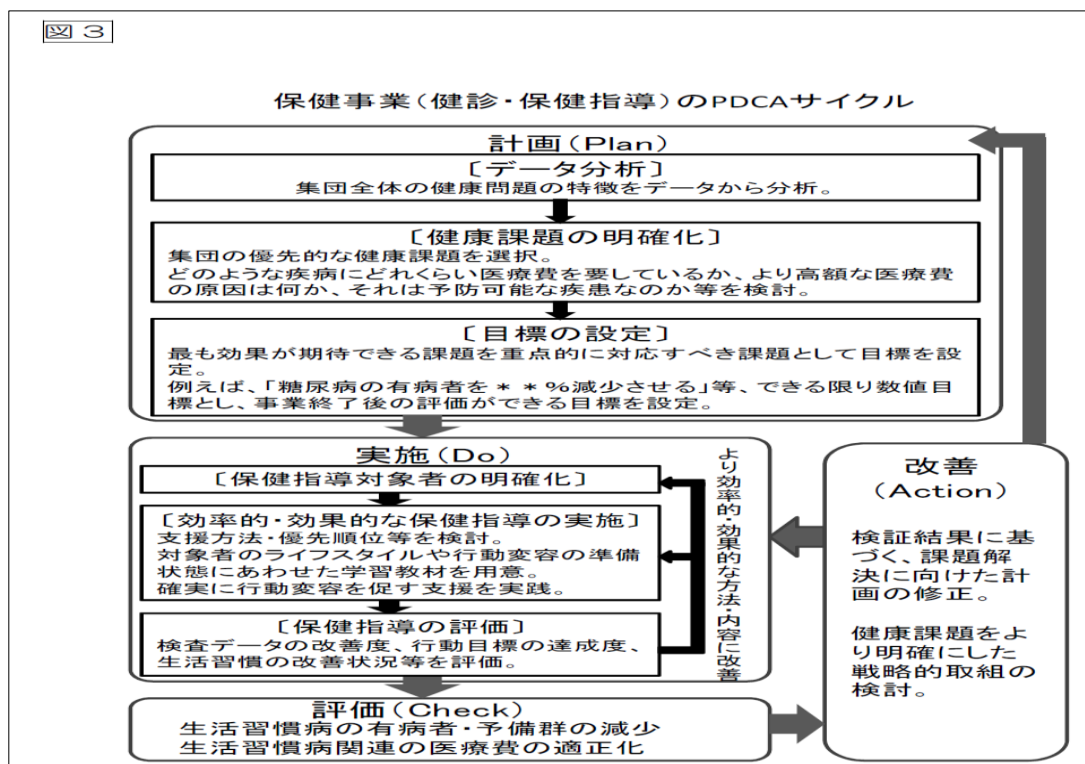 図3
保健事業(健診・保健指導)のPDCAサイクル
計画(Plan)
〔データ分析〕
集団全体の健康問題の特徴をデータから分析。
〔健康課題の明確化〕
集団の優先的な健康課題を選択。
どのような疾病にどれくらい医療費を要しているか、より高額な医療費
の原因は何か、それは予防可能な疾患なのか等を検討。
〔目標の設定〕
最も効果が期待できる課題を重点的に対応すべき課題として目標を設
定。
例えば、「糖尿病の有病者を**%減少させる」等、できる限り数値目
標とし、事業終了後の評価ができる目標を設定。
実施(Do)
〔保健指導対象者の明確化〕
〔効率的・効果的な保健指導の実施〕
支援方法・優先順位等を検討。
対象者のライフスタイルや行動変容の準備
状態にあわせた学習教材を用意。
確実に行動変容を促す支援を実践。
〔保健指導の評価〕
検査データの改善度、行動目標の達成度、
生活習慣の改善状況等を評価。
より効率的・効果的な方法・内容に改善
評価(Check)
生活習慣病の有病者・予備群の減少
生活習慣病関連の医療費の適正化
改善
(Action)
検証結果に基
づく、課題解
決に向けた計
画の修正。
健康課題をよ
り明確にした
戦略的取組の
検討。